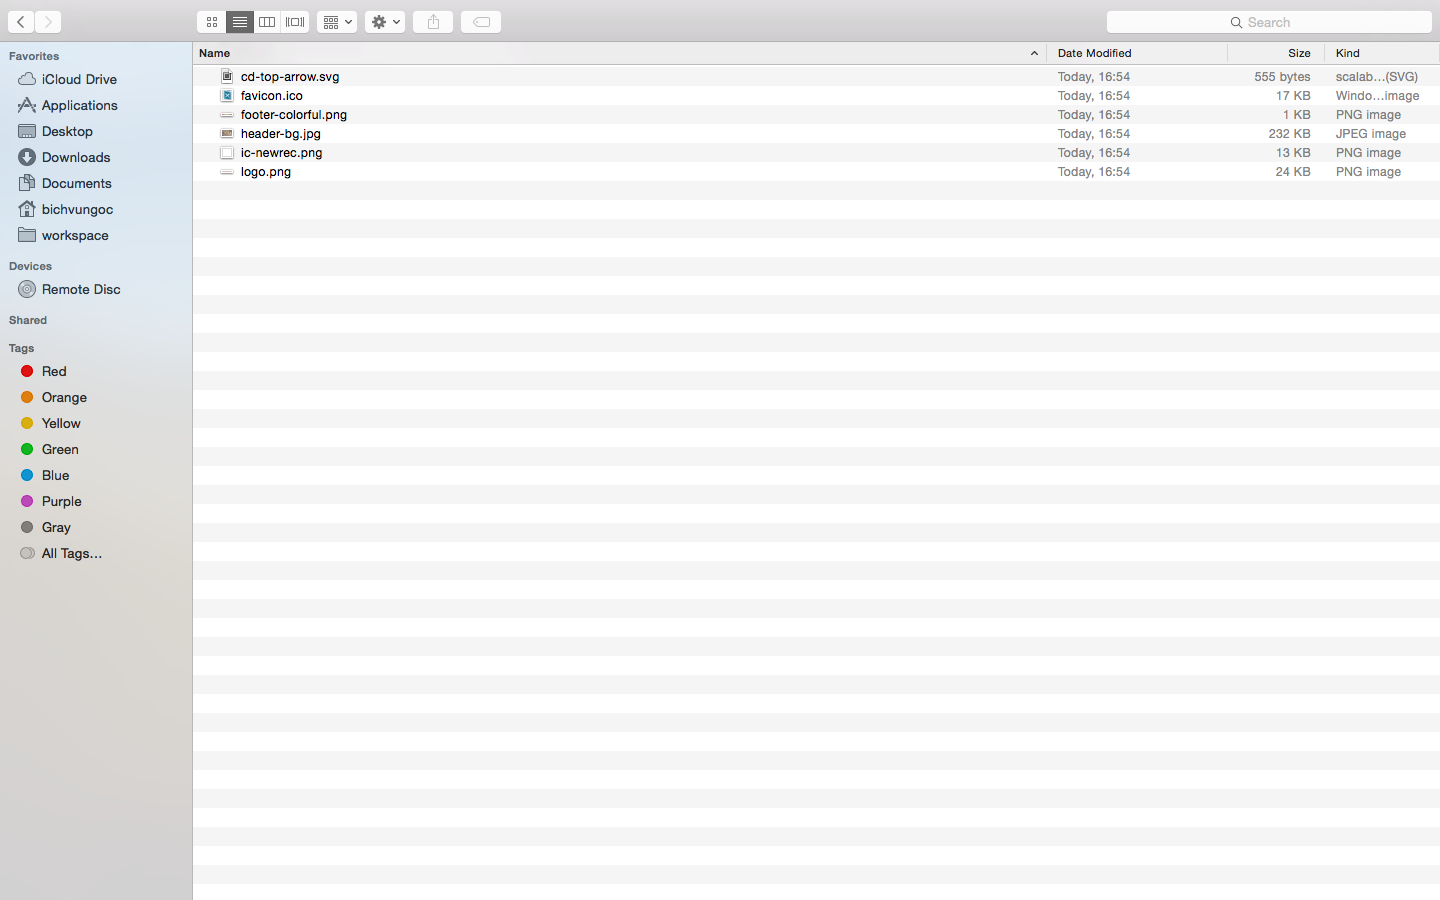 Search
Favorites
iCloud Drive
Applications
Desktop
Downloads
Documents
bichvungoc
workspace
Devices
Remote Disc
Shared
Tags
Red
Orange
Yellow
Green
Blue
Purple
Gray
All Tags...
Name Date Modified Size Kind
cd-top-arrow.svg Today, 16:54 555 bytes scalab...(SVG)
favicon.ico Today, 16:54 17 KB Windo...image
footer-colorful.png Today, 16:54 1 KB PNG image
header-bg.jpg Today, 16:54 232 KB JPEG image
ic-newrec.png Today, 16:54 13 KB PNG image
logo.png Today, 16:54 24 KB PNG image